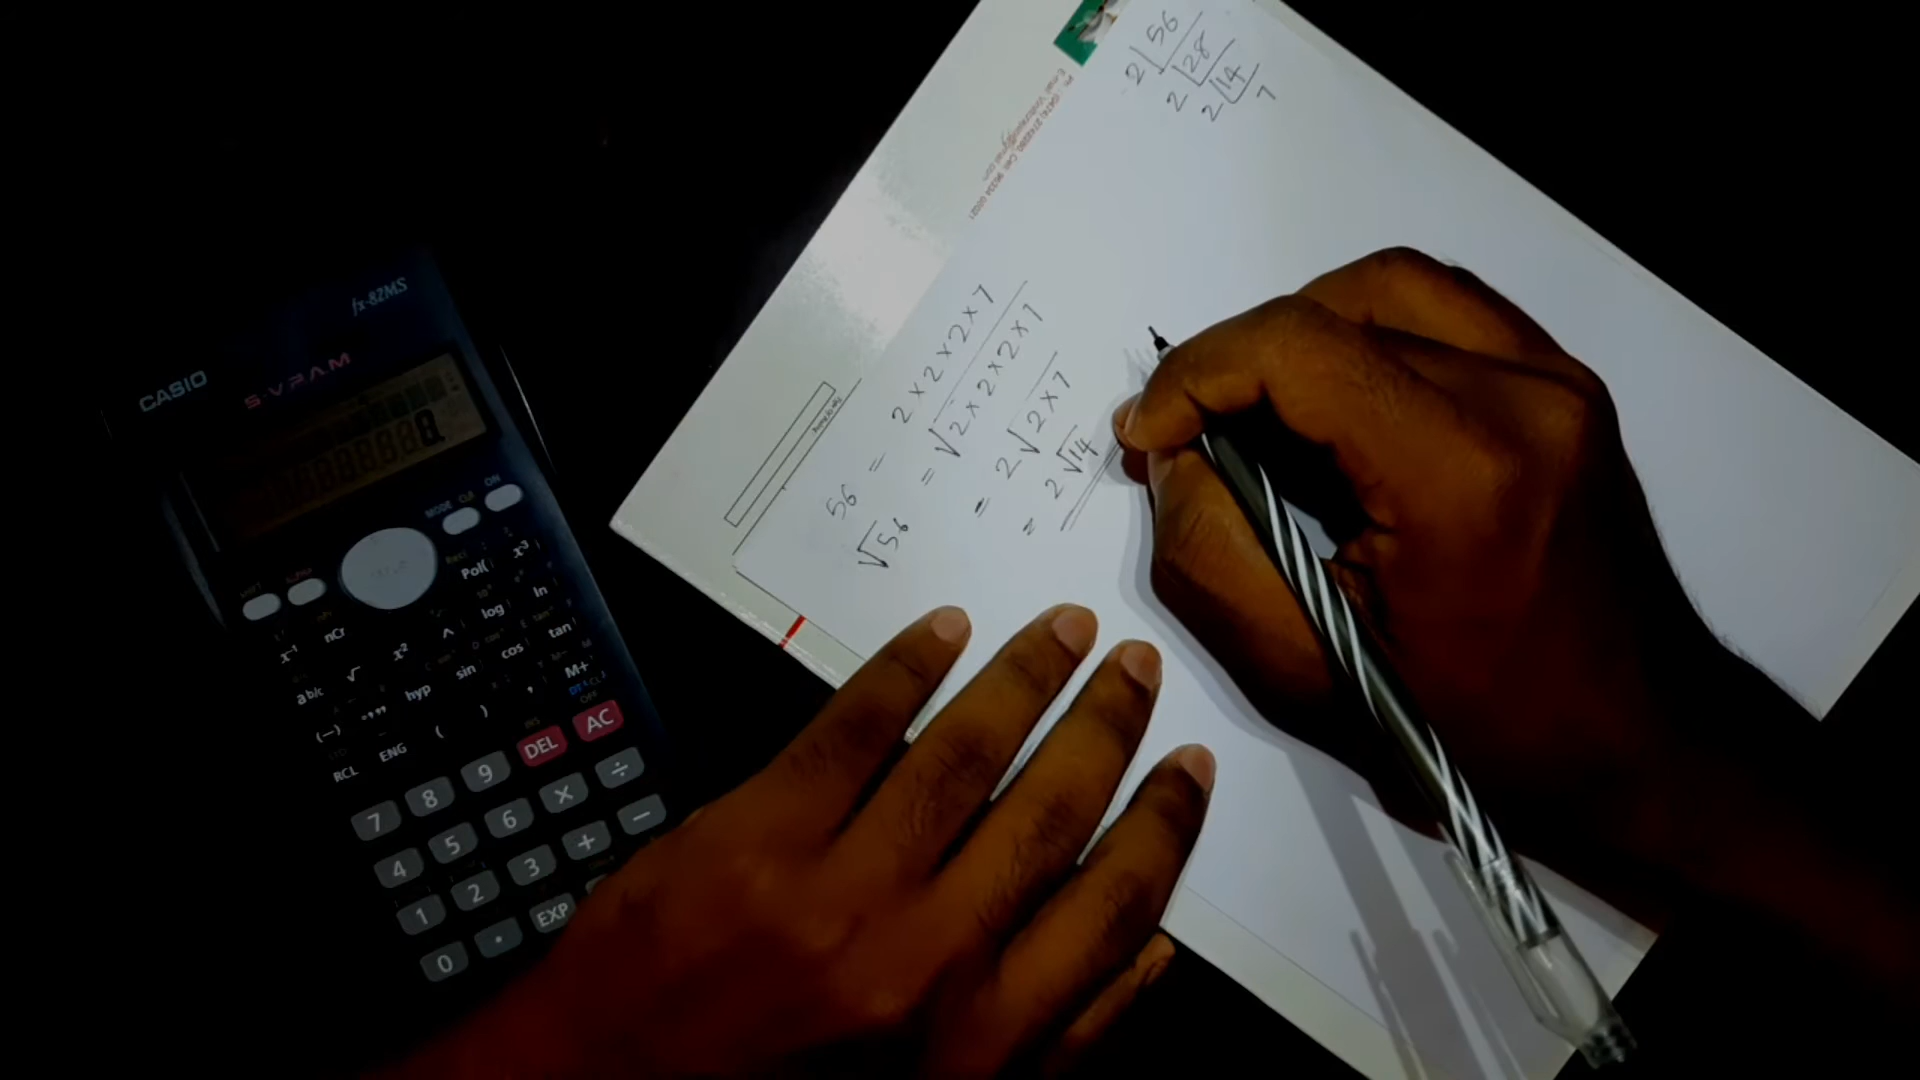 2 56
2 28
2 14
7
56 = 2 × 2 × 2 × 7
√56 = √2 × 2 × 2 × 7
= 2 √2 × 7
= 2 √14
CASIO
fx-82MS
S-V.P.A.M.
MODE CLR ON
x⁻¹ nCr Pol( x³
a b/c √ x² ^ log ln
(−) °’” hyp sin cos tan
RCL ENG ( ) , M+
7 8 9 DEL AC
4 5 6 × ÷
1 2 3 + −
0 . EXP